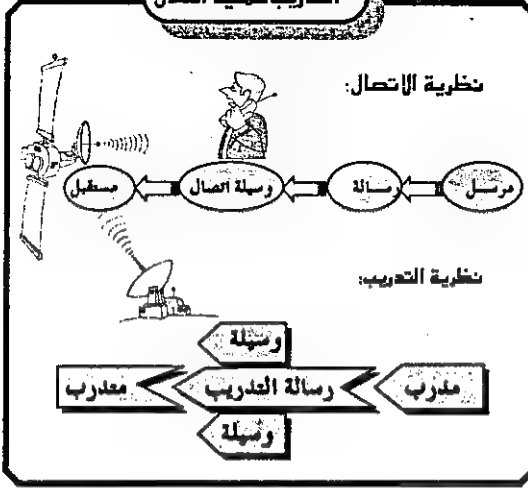 نظرية الاتصال:
مرسل رسالة وسيلة اتصال مستقبل
نظرية التدريب:
وسيلة
مدرب رسالة التدريب متدرب
وسيلة